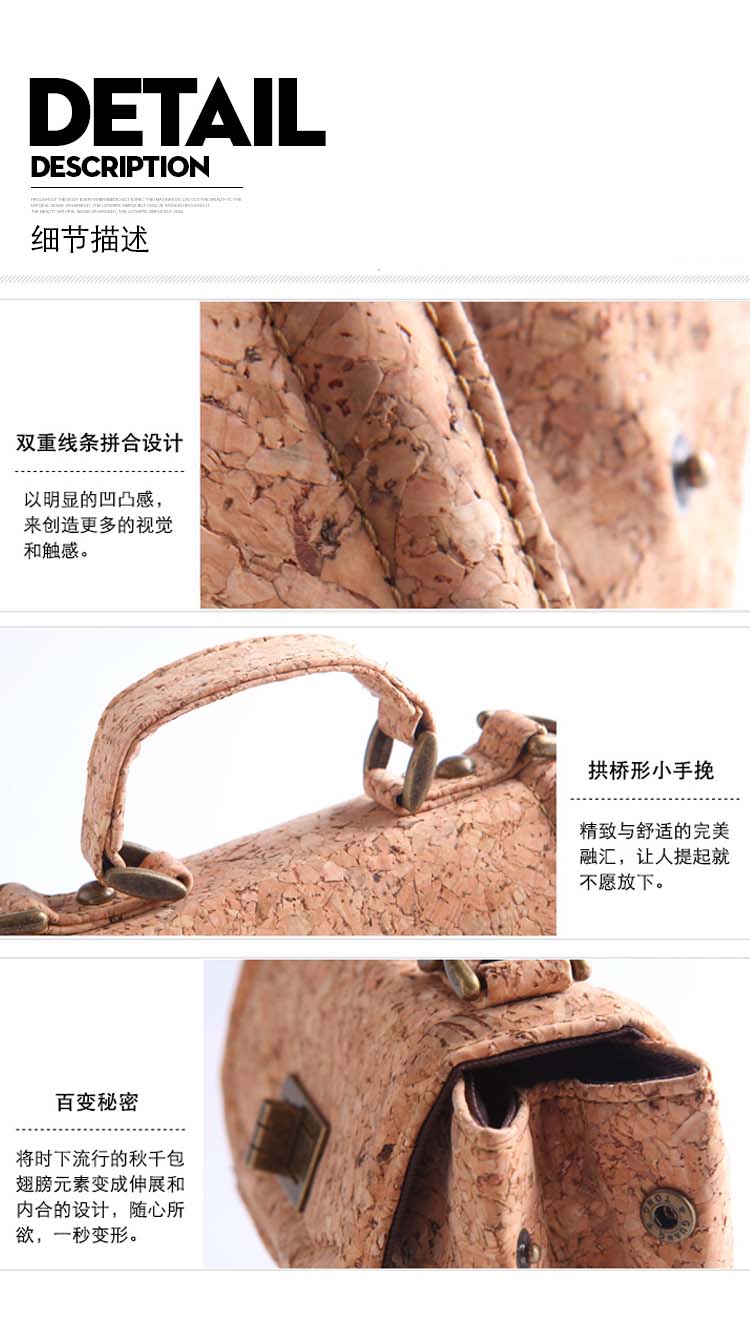 DETAIL
DESCRIPTION
细节描述
双重线条拼合设计
以明显的凹凸感，
来创造更多的视觉
和触感。
拱桥形小手挽
精致与舒适的完美
融汇，让人提起就
不愿放下。
百变秘密
将时下流行的秋千包
翅膀元素变成伸展和
内合的设计，随心所
欲，一秒变形。
GUANG
TONG